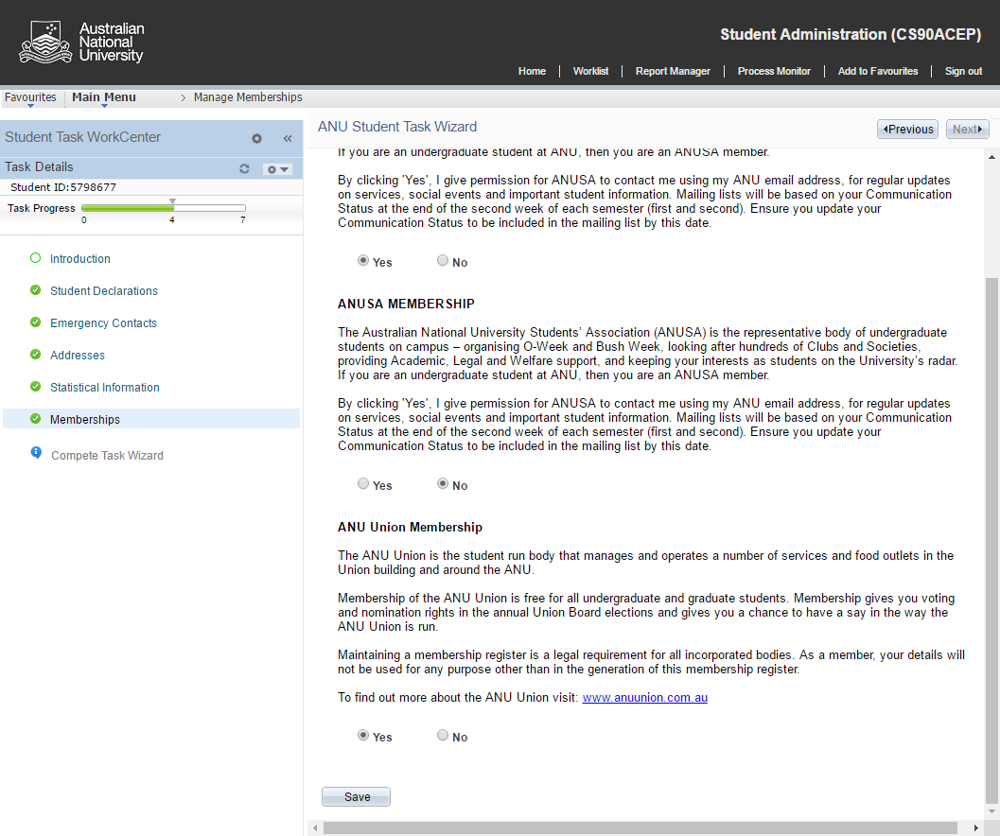 Australian
National
University
Student Administration (CS90ACEP)
Home
Worklist
Report Manager
Process Monitor
Add to Favourites
Sign out
Favourites
Main Menu
> Manage Memberships
Student Task WorkCenter
«
Task Details
Student ID:5798677
Task Progress
0 4 7
Introduction
Student Declarations
Emergency Contacts
Addresses
Statistical Information
Memberships
Compete Task Wizard
ANU Student Task Wizard
Previous
Next
If you are an undergraduate student at ANU, then you are an ANUSA member.
By clicking 'Yes', I give permission for ANUSA to contact me using my ANU email address, for regular updates
on services, social events and important student information. Mailing lists will be based on your Communication
Status at the end of the second week of each semester (first and second). Ensure you update your
Communication Status to be included in the mailing list by this date.
Yes No
ANUSA MEMBERSHIP
The Australian National University Students’ Association (ANUSA) is the representative body of undergraduate
students on campus – organising O-Week and Bush Week, looking after hundreds of Clubs and Societies,
providing Academic, Legal and Welfare support, and keeping your interests as students on the University’s radar.
If you are an undergraduate student at ANU, then you are an ANUSA member.
By clicking 'Yes', I give permission for ANUSA to contact me using my ANU email address, for regular updates
on services, social events and important student information. Mailing lists will be based on your Communication
Status at the end of the second week of each semester (first and second). Ensure you update your
Communication Status to be included in the mailing list by this date.
Yes No
ANU Union Membership
The ANU Union is the student run body that manages and operates a number of services and food outlets in the
Union building and around the ANU.
Membership of the ANU Union is free for all undergraduate and graduate students. Membership gives you voting
and nomination rights in the annual Union Board elections and gives you a chance to have a say in the way the
ANU Union is run.
Maintaining a membership register is a legal requirement for all incorporated bodies. As a member, your details will
not be used for any purpose other than in the generation of this membership register.
To find out more about the ANU Union visit: www.anuunion.com.au
Yes No
Save